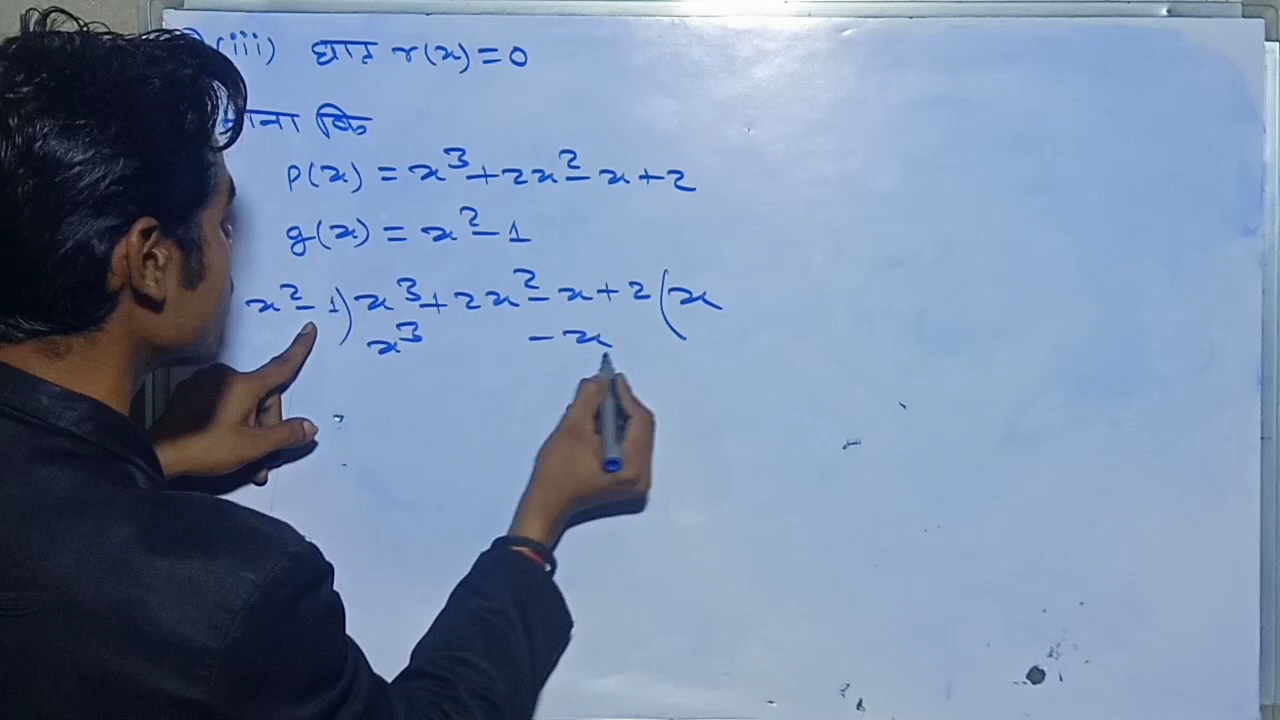 (iii) घात r(x) = 0
माना कि
p(x) = x³ + 2x² - x + 2
g(x) = x² - 1
x² - 1) x³ + 2x² - x + 2 (x
x³ - x